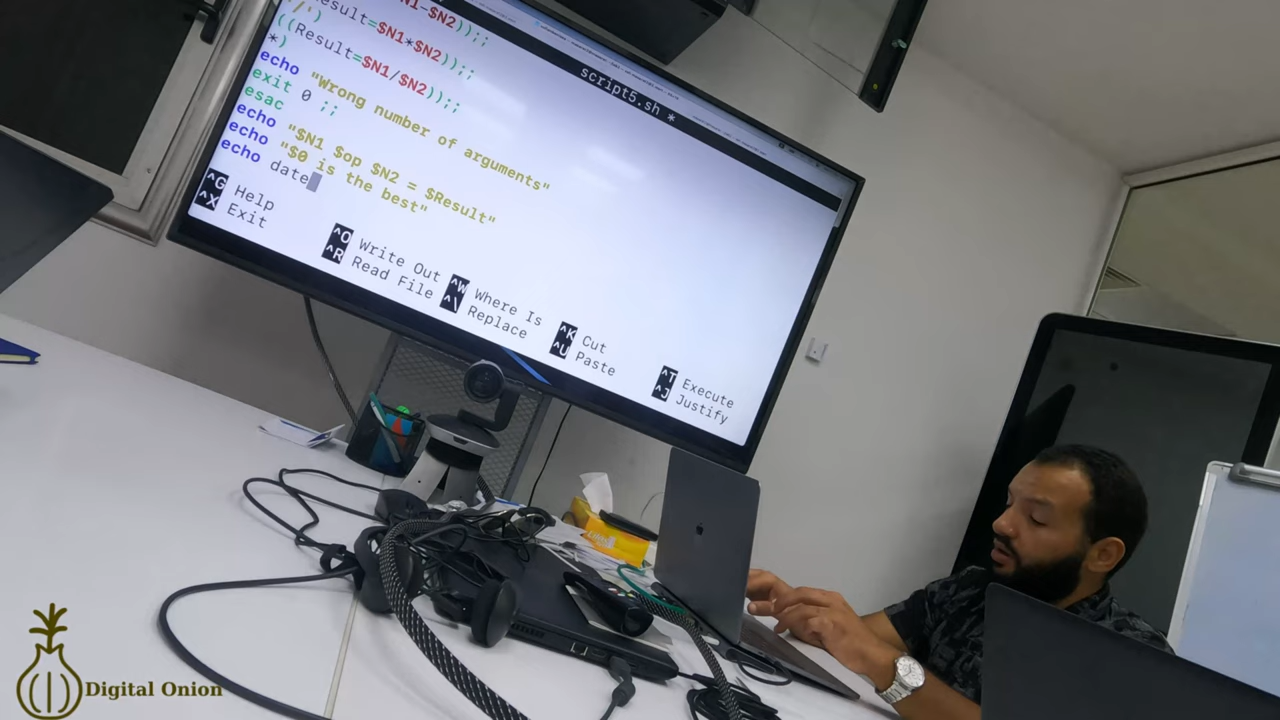 script5.sh *
$N1-$N2));;
'/')
((Result=$N1*$N2));;
*)
((Result=$N1/$N2));;
echo "Wrong number of arguments"
exit 0 ;;
esac
echo "$N1 $op $N2 = $Result"
echo "$0 is the best"
echo date
^G Help
^O Write Out
^W Where Is
^K Cut
^T Execute
^X Exit
^R Read File
^\ Replace
^U Paste
^J Justify
Digital Onion